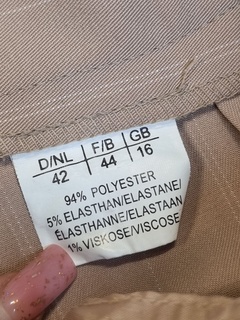 D/NL F/B GB
42 44 16
94% POLYESTER
5% ELASTHAN/ELASTANE/
ELASTHANNE/ELASTAAN
1% VISKOSE/VISCOSE